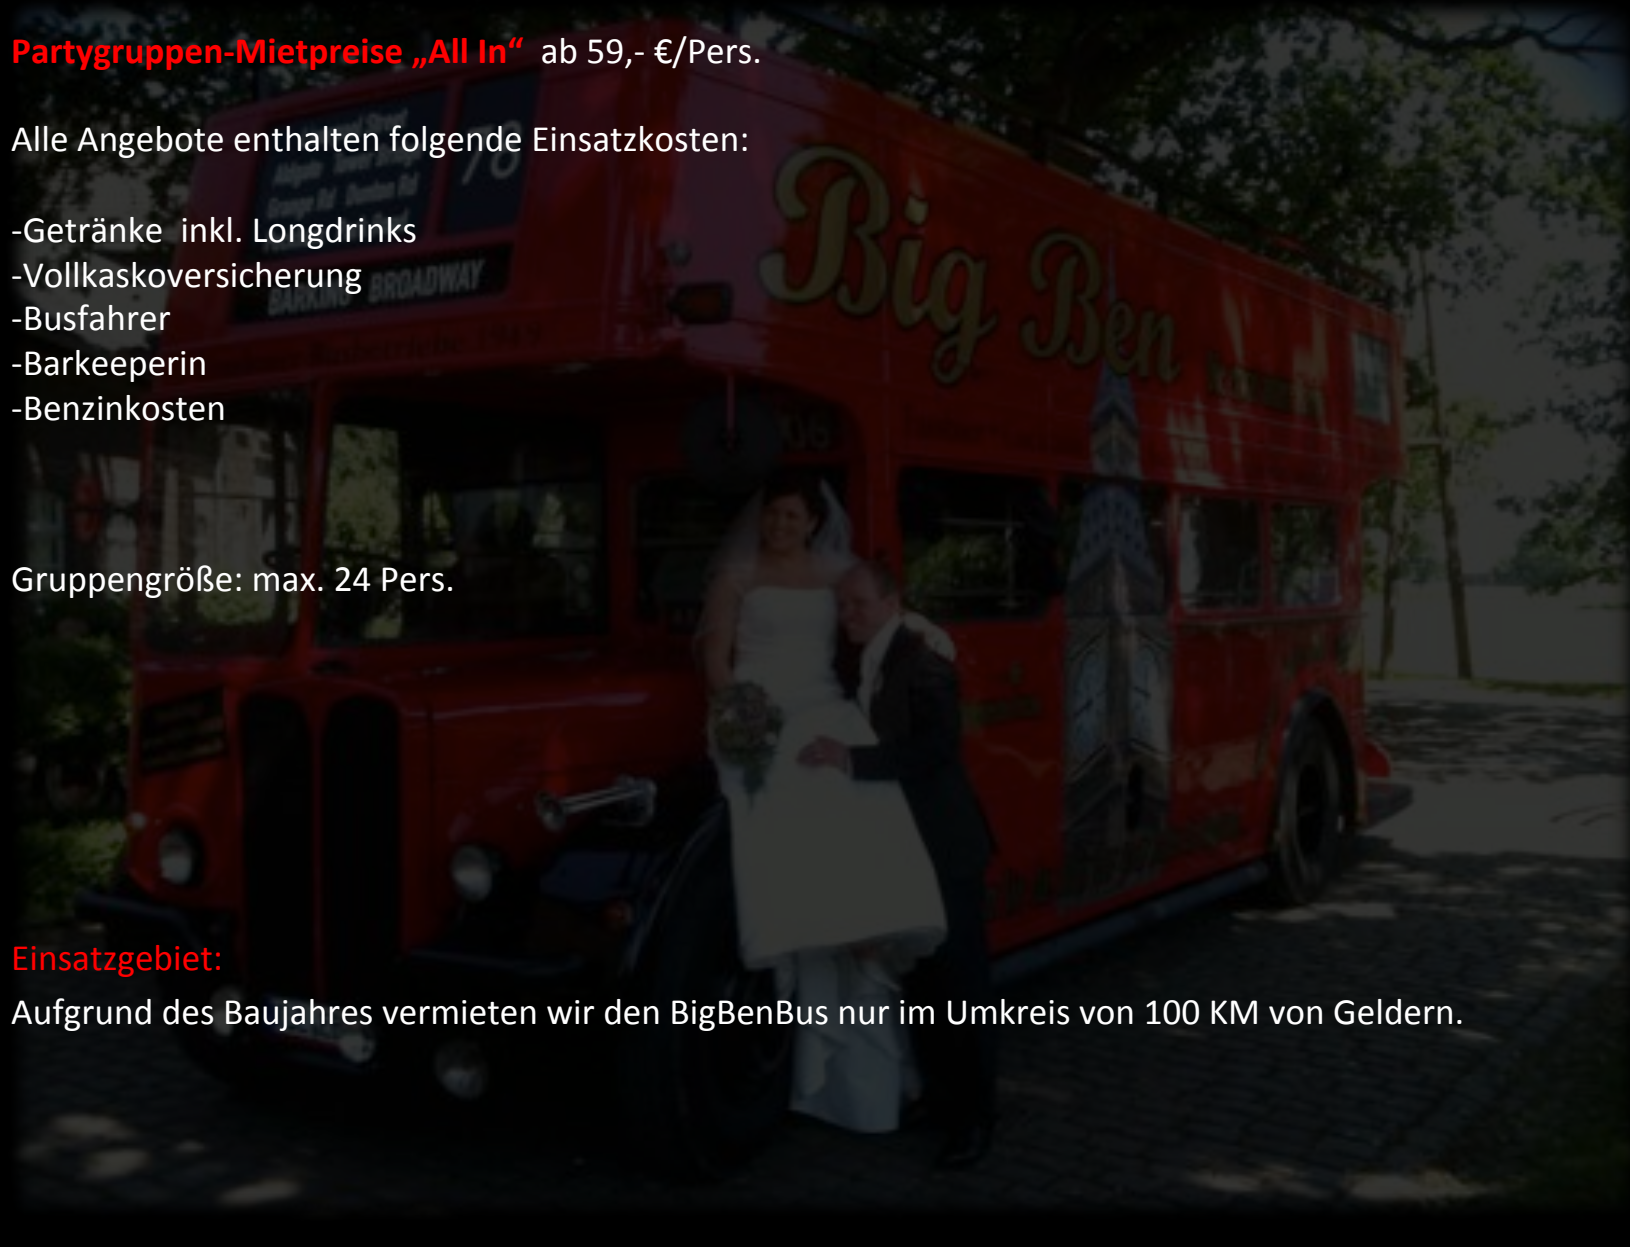 Partygruppen-Mietpreise „All In“ ab 59,- €/Pers.
Alle Angebote enthalten folgende Einsatzkosten:
-Getränke inkl. Longdrinks
-Vollkaskoversicherung
-Busfahrer
-Barkeeperin
-Benzinkosten
Gruppengröße: max. 24 Pers.
Einsatzgebiet:
Aufgrund des Baujahres vermieten wir den BigBenBus nur im Umkreis von 100 KM von Geldern.
78
BARKING BROADWAY
Big Ben